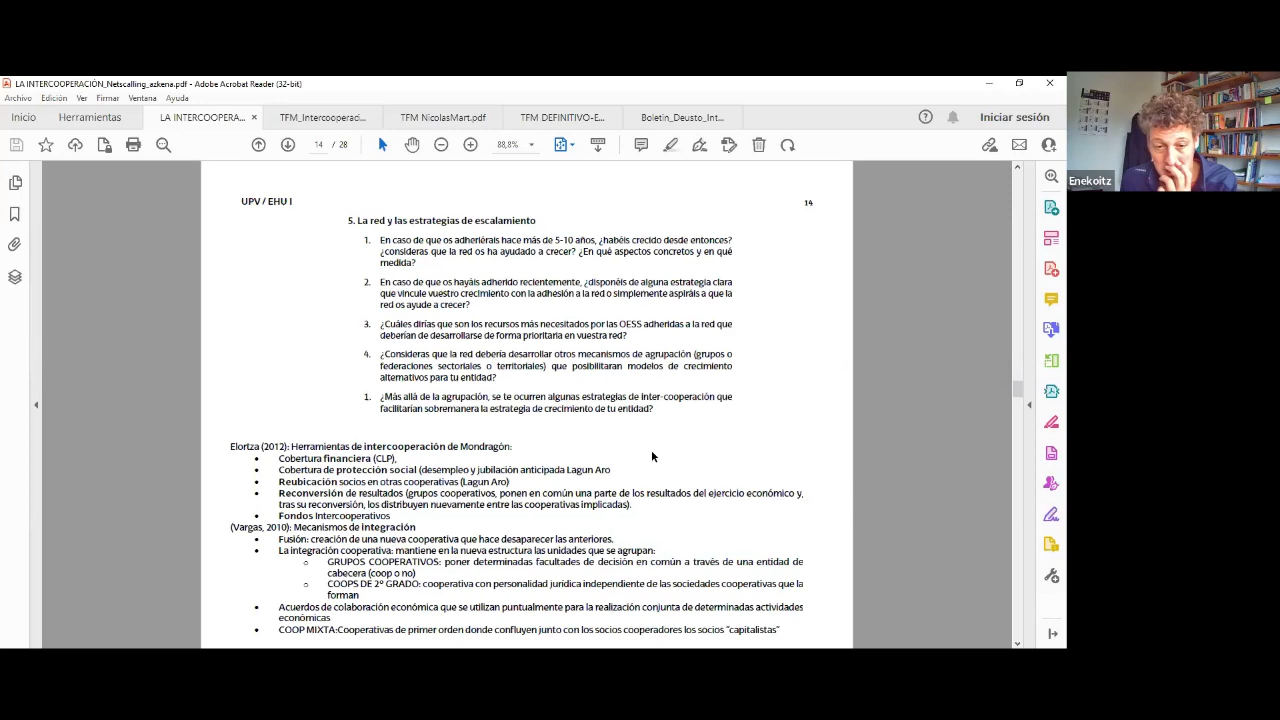 LA INTERCOOPERACIÓN_Netscalling_azkena.pdf - Adobe Acrobat Reader (32-bit)
Archivo Edición Ver Firmar Ventana Ayuda
Inicio Herramientas LA INTERCOOPERA... × TFM_Intercooperaci... TFM NicolasMart.pdf TFM DEFINITIVO-E... Boletin_Deusto_Int... Iniciar sesión
14 / 28 88,8%
UPV / EHU I 14
5. La red y las estrategias de escalamiento
1. En caso de que os adheriérais hace más de 5-10 años, ¿habéis crecido desde entonces?
¿consideras que la red os ha ayudado a crecer? ¿En qué aspectos concretos y en qué
medida?
2. En caso de que os hayáis adherido recientemente, ¿disponéis de alguna estrategia clara
que vincule vuestro crecimiento con la adhesión a la red o simplemente aspiráis a que la
red os ayude a crecer?
3. ¿Cuáles dirías que son los recursos más necesitados por las OESS adheridas a la red que
deberían de desarrollarse de forma prioritaria en vuestra red?
4. ¿Consideras que la red debería desarrollar otros mecanismos de agrupación (grupos o
federaciones sectoriales o territoriales) que posibilitaran modelos de crecimiento
alternativos para tu entidad?
1. ¿Más allá de la agrupación, se te ocurren algunas estrategias de inter-cooperación que
facilitarían sobremanera la estrategia de crecimiento de tu entidad?
Elortza (2012): Herramientas de intercooperación de Mondragón:
• Cobertura financiera (CLP),
• Cobertura de protección social (desempleo y jubilación anticipada Lagun Aro
• Reubicación socios en otras cooperativas (Lagun Aro)
• Reconversión de resultados (grupos cooperativos, ponen en común una parte de los resultados del ejercicio económico y,
tras su reconversión, los distribuyen nuevamente entre las cooperativas implicadas).
• Fondos Intercooperativos
(Vargas, 2010): Mecanismos de integración
• Fusión: creación de una nueva cooperativa que hace desaparecer las anteriores.
• La integración cooperativa: mantiene en la nueva estructura las unidades que se agrupan:
o GRUPOS COOPERATIVOS: poner determinadas facultades de decisión en común a través de una entidad de
cabecera (coop o no)
o COOPS DE 2º GRADO: cooperativa con personalidad jurídica independiente de las sociedades cooperativas que la
forman
• Acuerdos de colaboración económica que se utilizan puntualmente para la realización conjunta de determinadas actividades
económicas
• COOP MIXTA:Cooperativas de primer orden donde confluyen junto con los socios cooperadores los socios "capitalistas"
Enekoitz